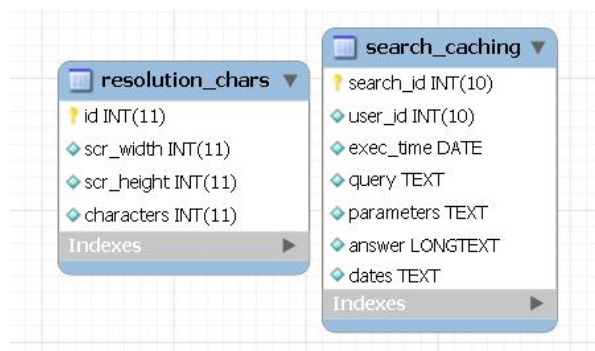 resolution_chars
id INT(11)
scr_width INT(11)
scr_height INT(11)
characters INT(11)
Indexes
search_caching
search_id INT(10)
user_id INT(10)
exec_time DATE
query TEXT
parameters TEXT
answer LONGTEXT
dates TEXT
Indexes